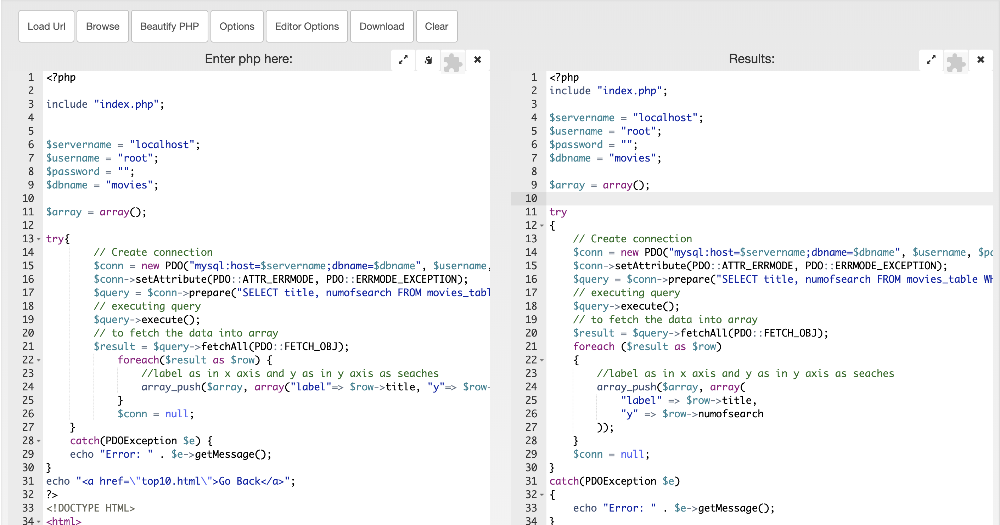 Load Url Browse Beautify PHP Options Editor Options Download Clear
Enter php here:
1 <?php
2
3 include "index.php";
4
5
6 $servername = "localhost";
7 $username = "root";
8 $password = "";
9 $dbname = "movies";
10
11 $array = array();
12
13 try{
14 // Create connection
15 $conn = new PDO("mysql:host=$servername;dbname=$dbname", $username,
16 $conn->setAttribute(PDO::ATTR_ERRMODE, PDO::ERRMODE_EXCEPTION);
17 $query = $conn->prepare("SELECT title, numofsearch FROM movies_tabl
18 // executing query
19 $query->execute();
20 // to fetch the data into array
21 $result = $query->fetchAll(PDO::FETCH_OBJ);
22 foreach($result as $row) {
23 //label as in x axis and y as in y axis as seaches
24 array_push($array, array("label"=> $row->title, "y"=> $row-
25 }
26 $conn = null;
27 }
28 catch(PDOException $e) {
29 echo "Error: " . $e->getMessage();
30 }
31 echo "<a href=\"top10.html\">Go Back</a>";
32 ?>
33 <!DOCTYPE HTML>
34 <html>
Results:
1 <?php
2 include "index.php";
3
4 $servername = "localhost";
5 $username = "root";
6 $password = "";
7 $dbname = "movies";
8
9 $array = array();
10
11 try
12 {
13 // Create connection
14 $conn = new PDO("mysql:host=$servername;dbname=$dbname", $username, $pa
15 $conn->setAttribute(PDO::ATTR_ERRMODE, PDO::ERRMODE_EXCEPTION);
16 $query = $conn->prepare("SELECT title, numofsearch FROM movies_table WH
17 // executing query
18 $query->execute();
19 // to fetch the data into array
20 $result = $query->fetchAll(PDO::FETCH_OBJ);
21 foreach ($result as $row)
22 {
23 //label as in x axis and y as in y axis as seaches
24 array_push($array, array(
25 "label" => $row->title,
26 "y" => $row->numofsearch
27 ));
28 }
29 $conn = null;
30 }
31 catch(PDOException $e)
32 {
33 echo "Error: " . $e->getMessage();
34 }